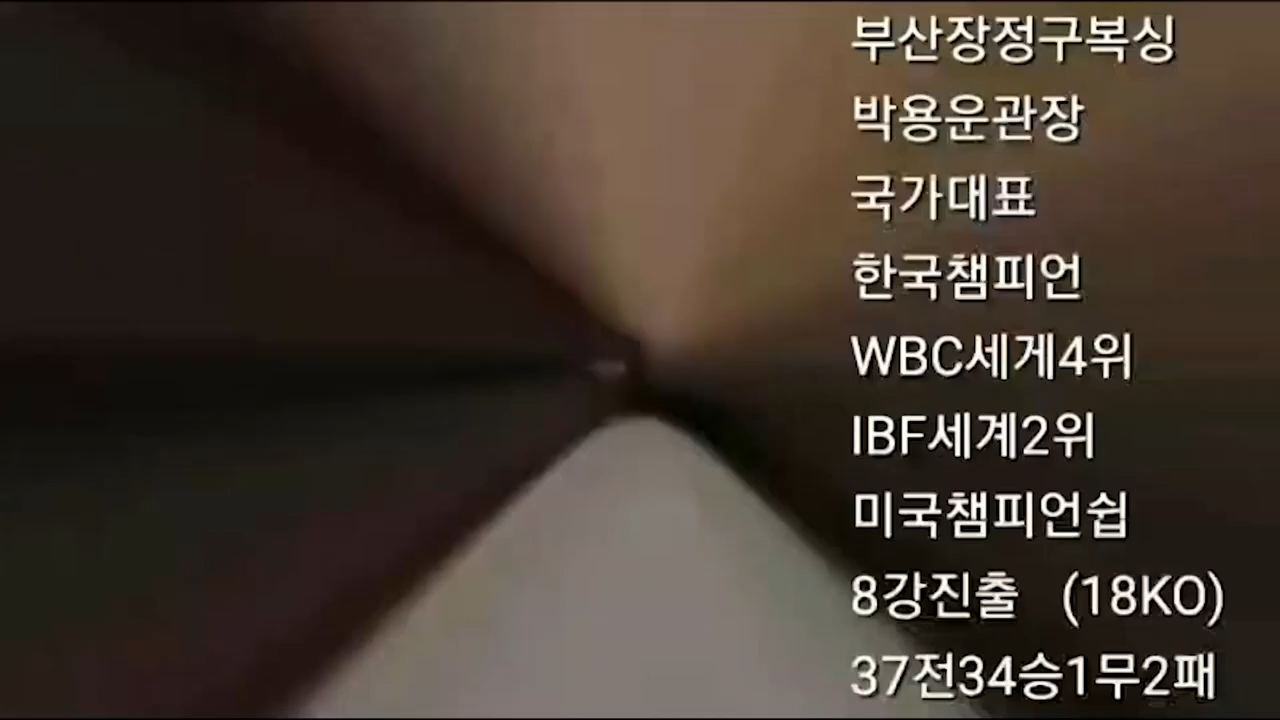 부산장정구복싱
박용운관장
국가대표
한국챔피언
WBC세게4위
IBF세계2위
미국챔피언쉽
8강진출 (18KO)
37전34승1무2패